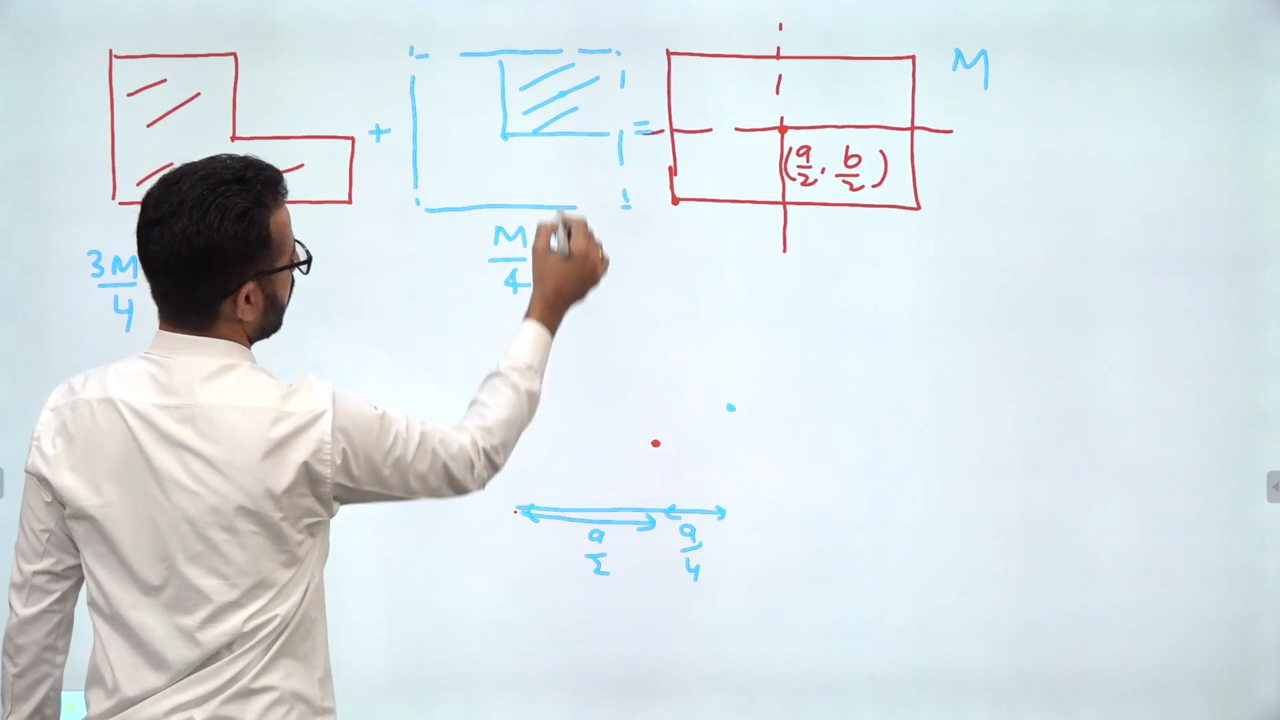 + = M
(a/2, b/2)
3M/4 M/4
a/2 a/4